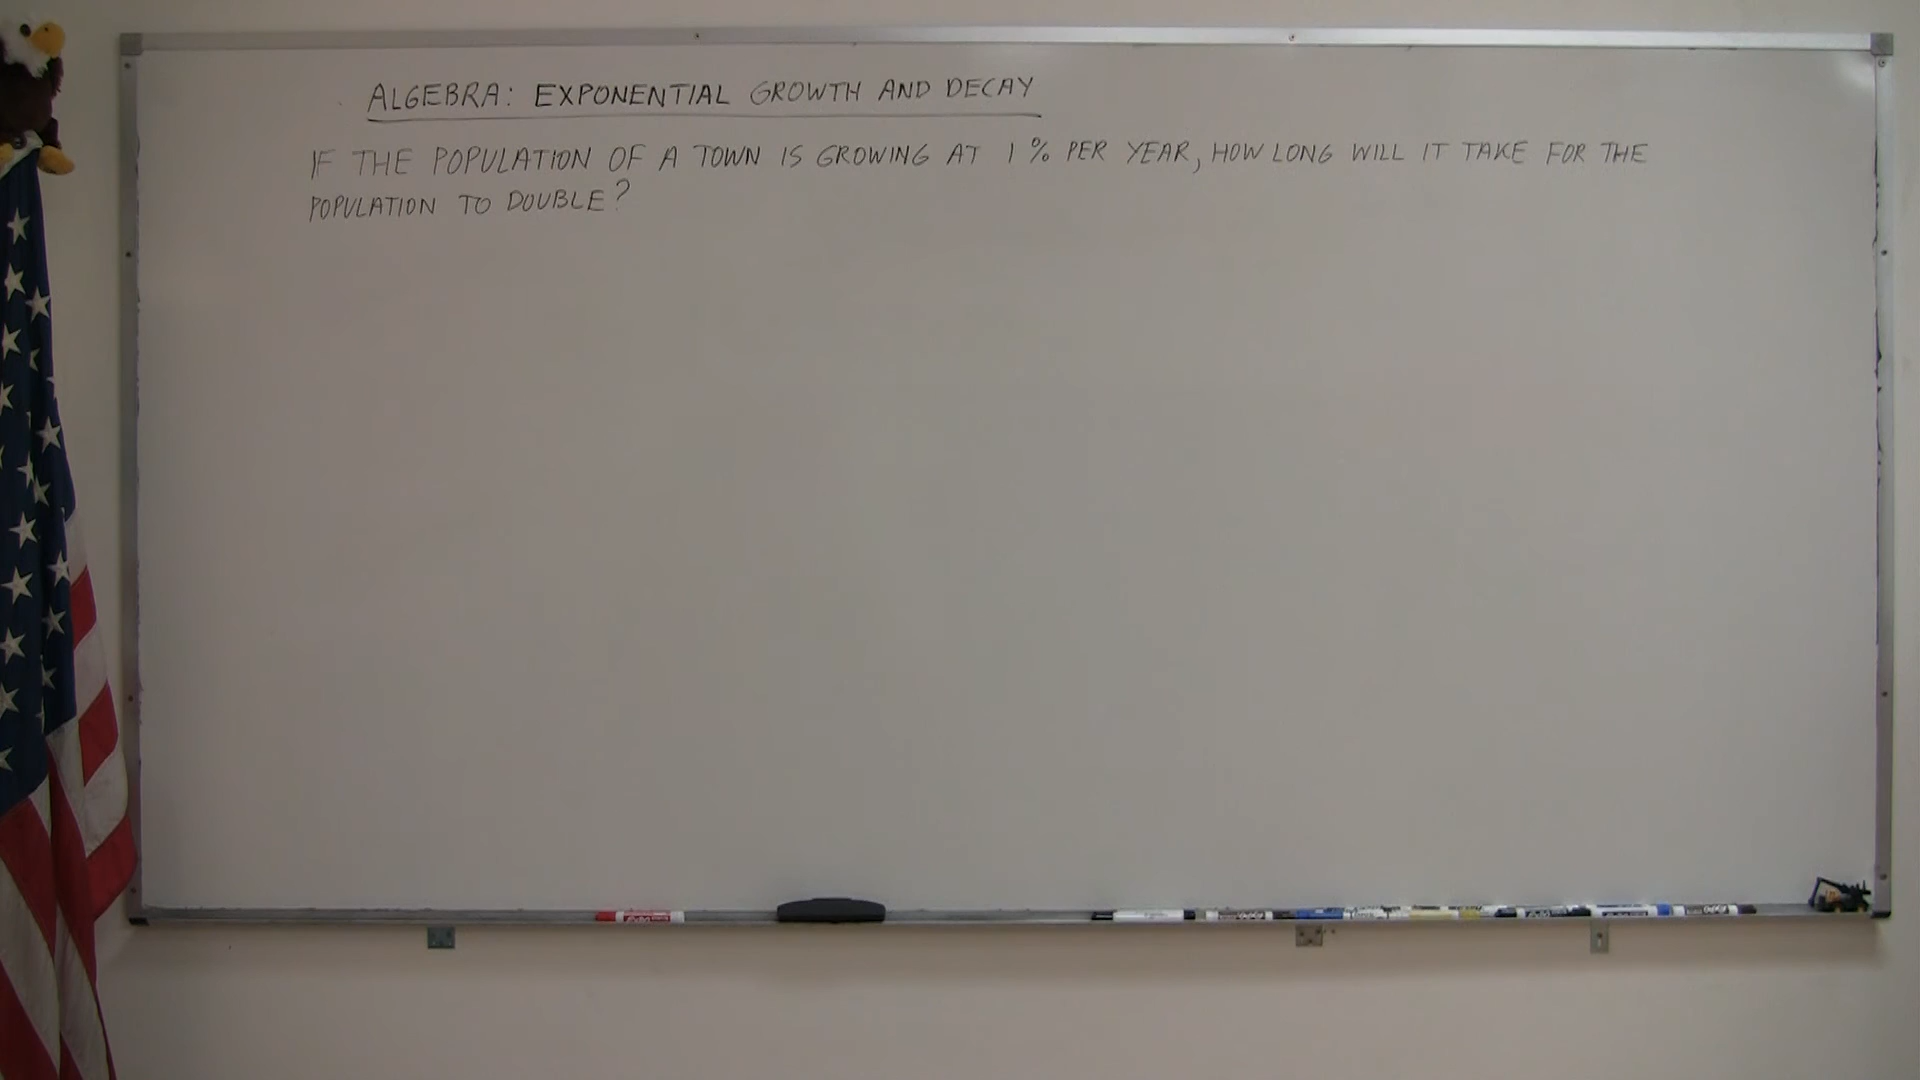 ALGEBRA: EXPONENTIAL GROWTH AND DECAY
IF THE POPULATION OF A TOWN IS GROWING AT 1% PER YEAR, HOW LONG WILL IT TAKE FOR THE
POPULATION TO DOUBLE?